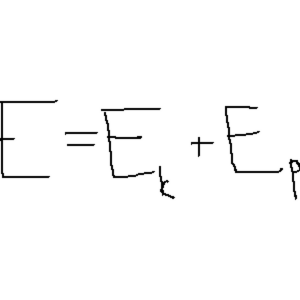 E = Eₖ + Eₚ